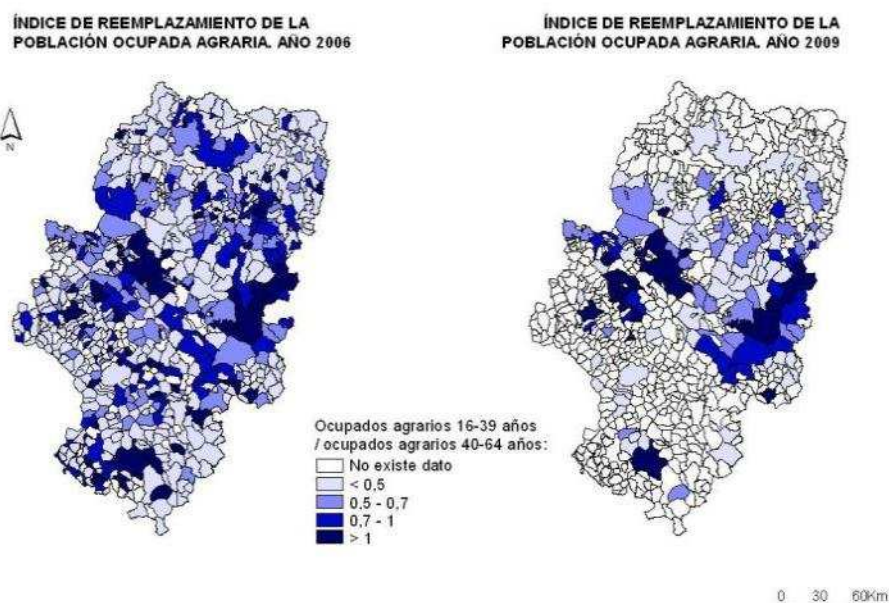 ÍNDICE DE REEMPLAZAMIENTO DE LA
POBLACIÓN OCUPADA AGRARIA. AÑO 2006
ÍNDICE DE REEMPLAZAMIENTO DE LA
POBLACIÓN OCUPADA AGRARIA. AÑO 2009
N
Ocupados agrarios 16-39 años
/ ocupados agrarios 40-64 años:
No existe dato
< 0,5
0,5 - 0,7
0,7 - 1
> 1
0 30 60Km